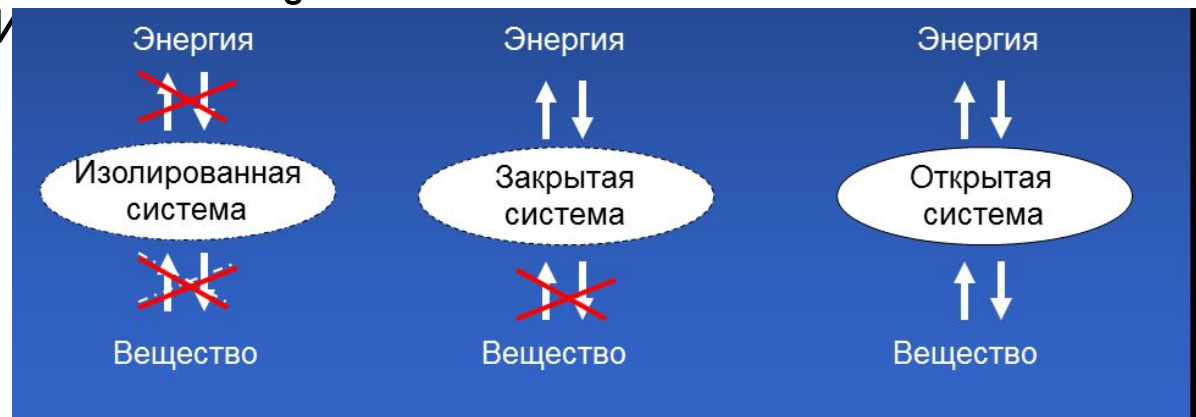 Энергия
Энергия
Энергия
Изолированная
система
Закрытая
система
Открытая
система
Вещество
Вещество
Вещество